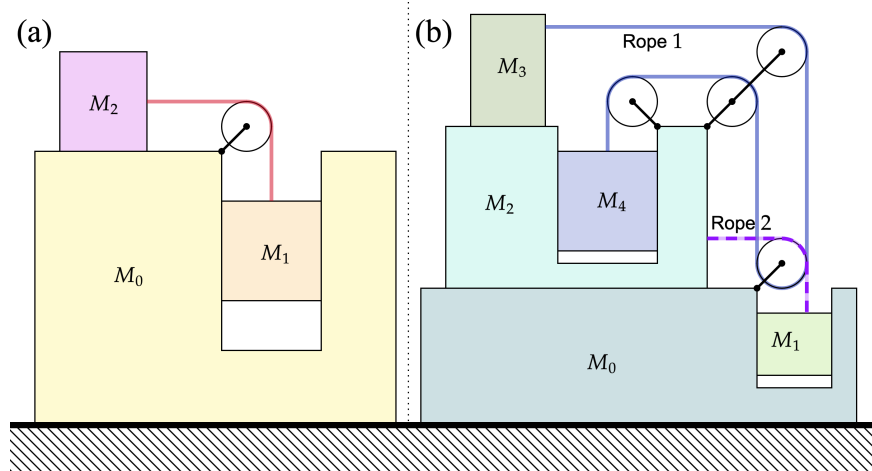 (a)
M₂
M₀
M₁
(b)
Rope 1
M₃
M₂
M₄
Rope 2
M₁
M₀